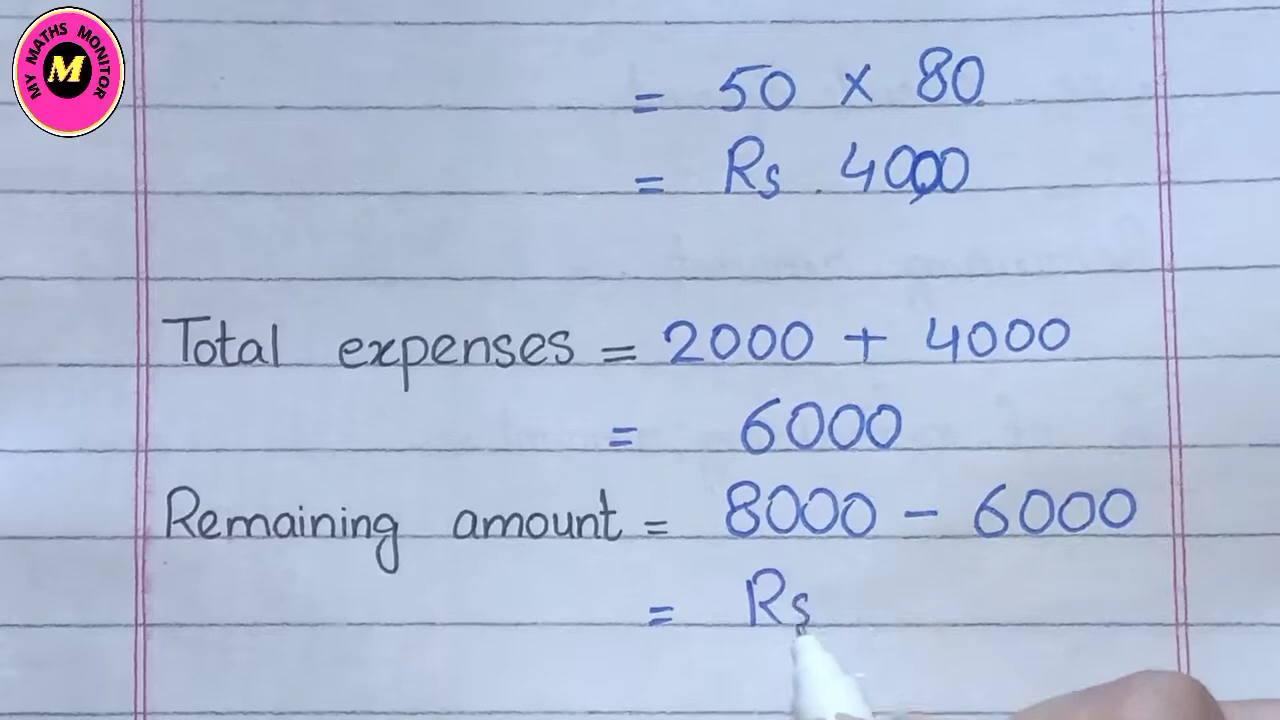 MY MATHS MONITOR
M
= 50 × 80
= Rs. 4000
Total expenses = 2000 + 4000
= 6000
Remaining amount = 8000 - 6000
= Rs